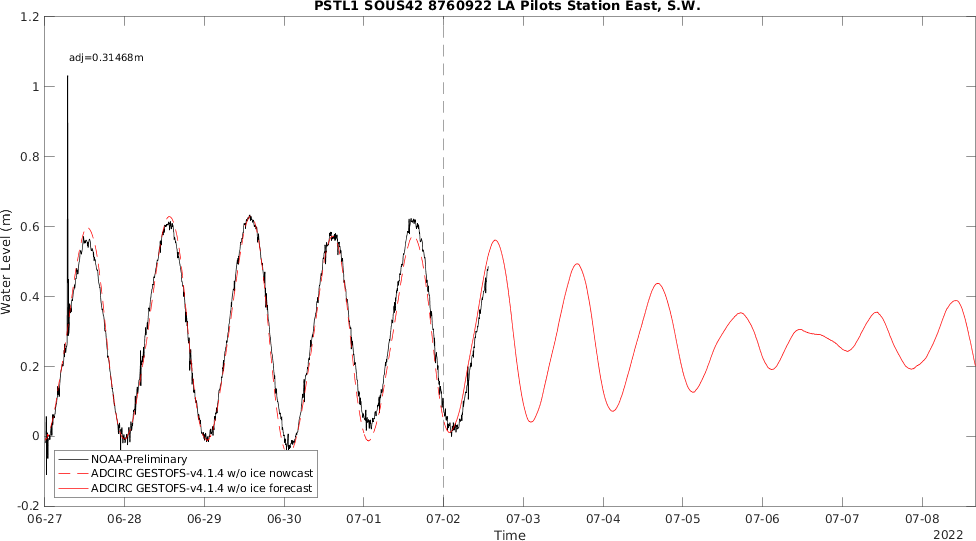 PSTL1 SOUS42 8760922 LA Pilots Station East, S.W.
1.2
adj=0.31468m
1
0.8
0.6
0.4
0.2
0
-0.2
Water Level (m)
NOAA-Preliminary
ADCIRC GESTOFS-v4.1.4 w/o ice nowcast
ADCIRC GESTOFS-v4.1.4 w/o ice forecast
06-27 06-28 06-29 06-30 07-01 07-02 07-03 07-04 07-05 07-06 07-07 07-08
Time
2022